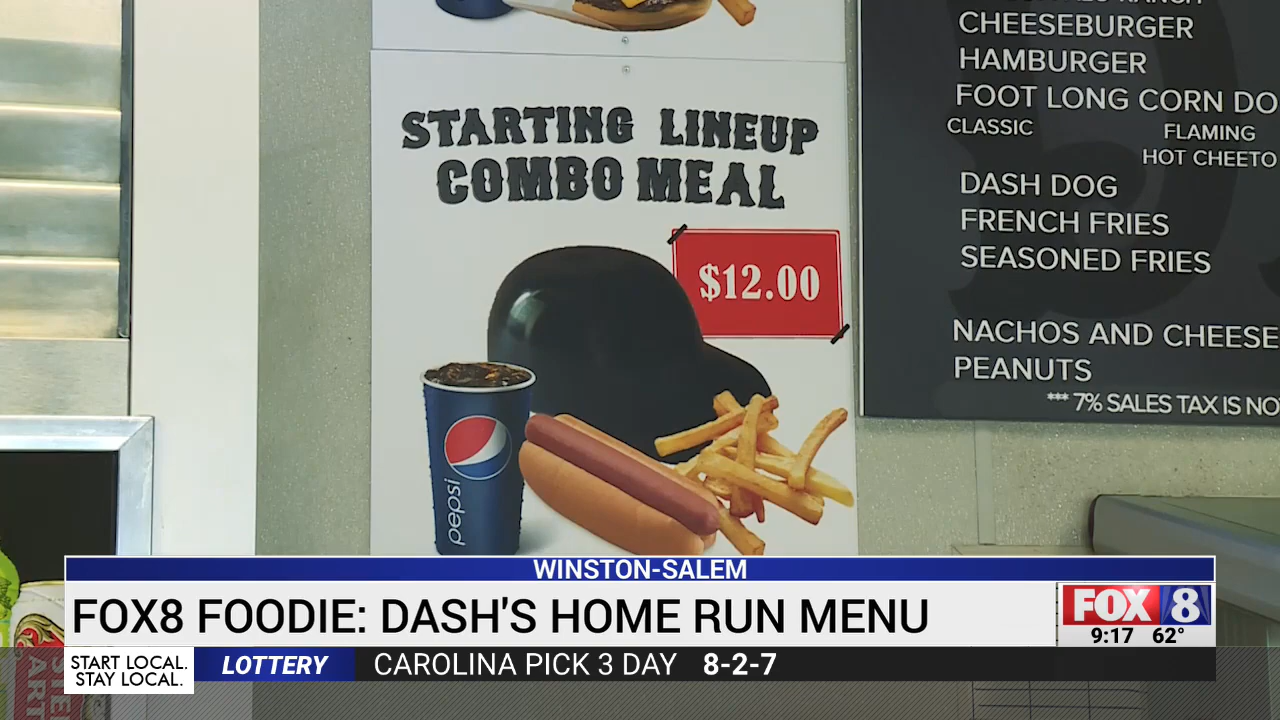 STARTING LINEUP
COMBO MEAL
$12.00
pepsi
CHEESEBURGER
HAMBURGER
FOOT LONG CORN DO
CLASSIC
FLAMING
HOT CHEETO
DASH DOG
FRENCH FRIES
SEASONED FRIES
NACHOS AND CHEESE
PEANUTS
*** 7% SALES TAX IS NO
WINSTON-SALEM
FOX8 FOODIE: DASH'S HOME RUN MENU
FOX 8
9:17 62°
START LOCAL.
STAY LOCAL.
LOTTERY CAROLINA PICK 3 DAY 8-2-7